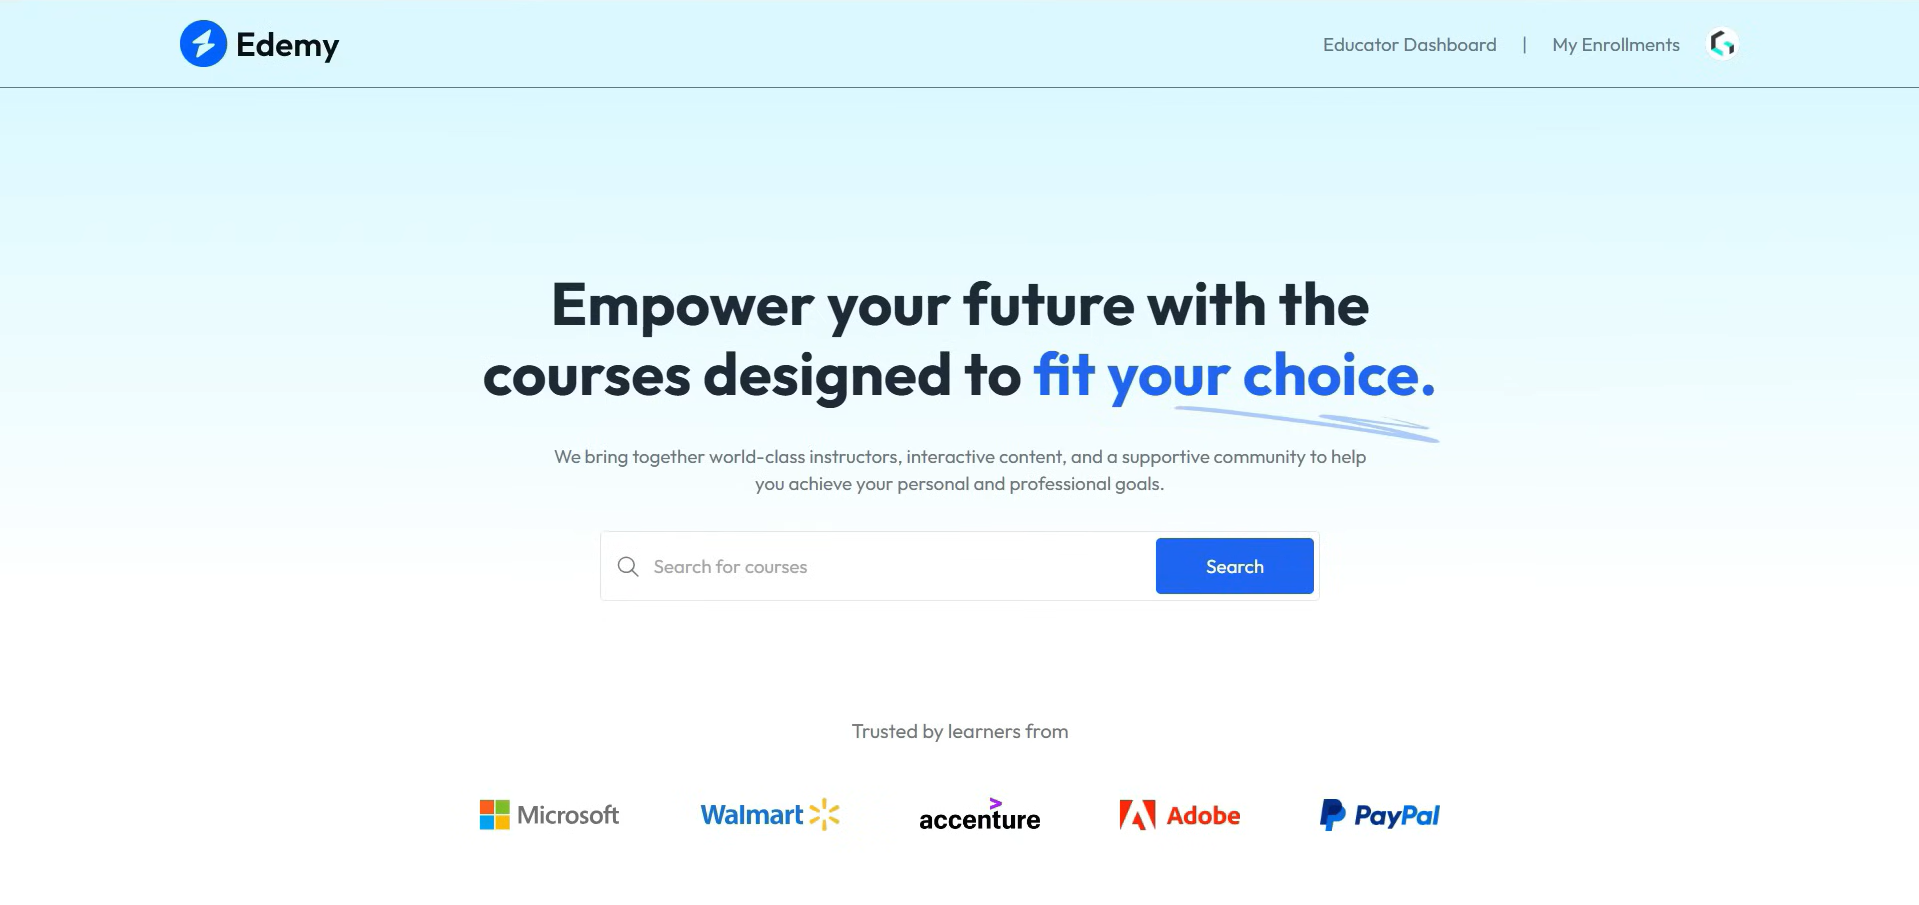 Edemy
Educator Dashboard | My Enrollments
Empower your future with the
courses designed to fit your choice.
We bring together world-class instructors, interactive content, and a supportive community to help
you achieve your personal and professional goals.
Search for courses
Search
Trusted by learners from
Microsoft
Walmart
accenture
Adobe
PayPal